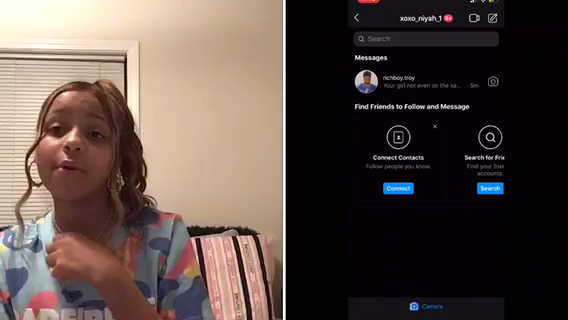 xoxo_niyah_1
Search
Messages
richboy.troy
Your girl not even on the sa... · 5m
Find Friends to Follow and Message
Connect Contacts
Follow people you know.
Connect
Search for Frie
Find your frie
accounts.
Search
Camera